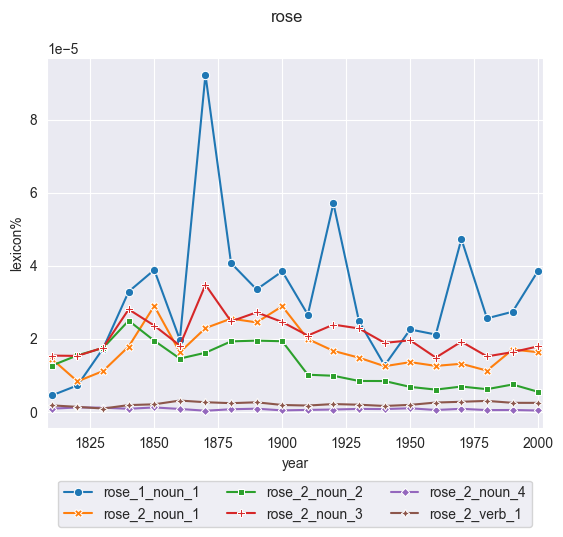 rose
1e−5
8
6
4
2
0
lexicon%
1825 1850 1875 1900 1925 1950 1975 2000
year
rose_1_noun_1 rose_2_noun_2 rose_2_noun_4
rose_2_noun_1 rose_2_noun_3 rose_2_verb_1